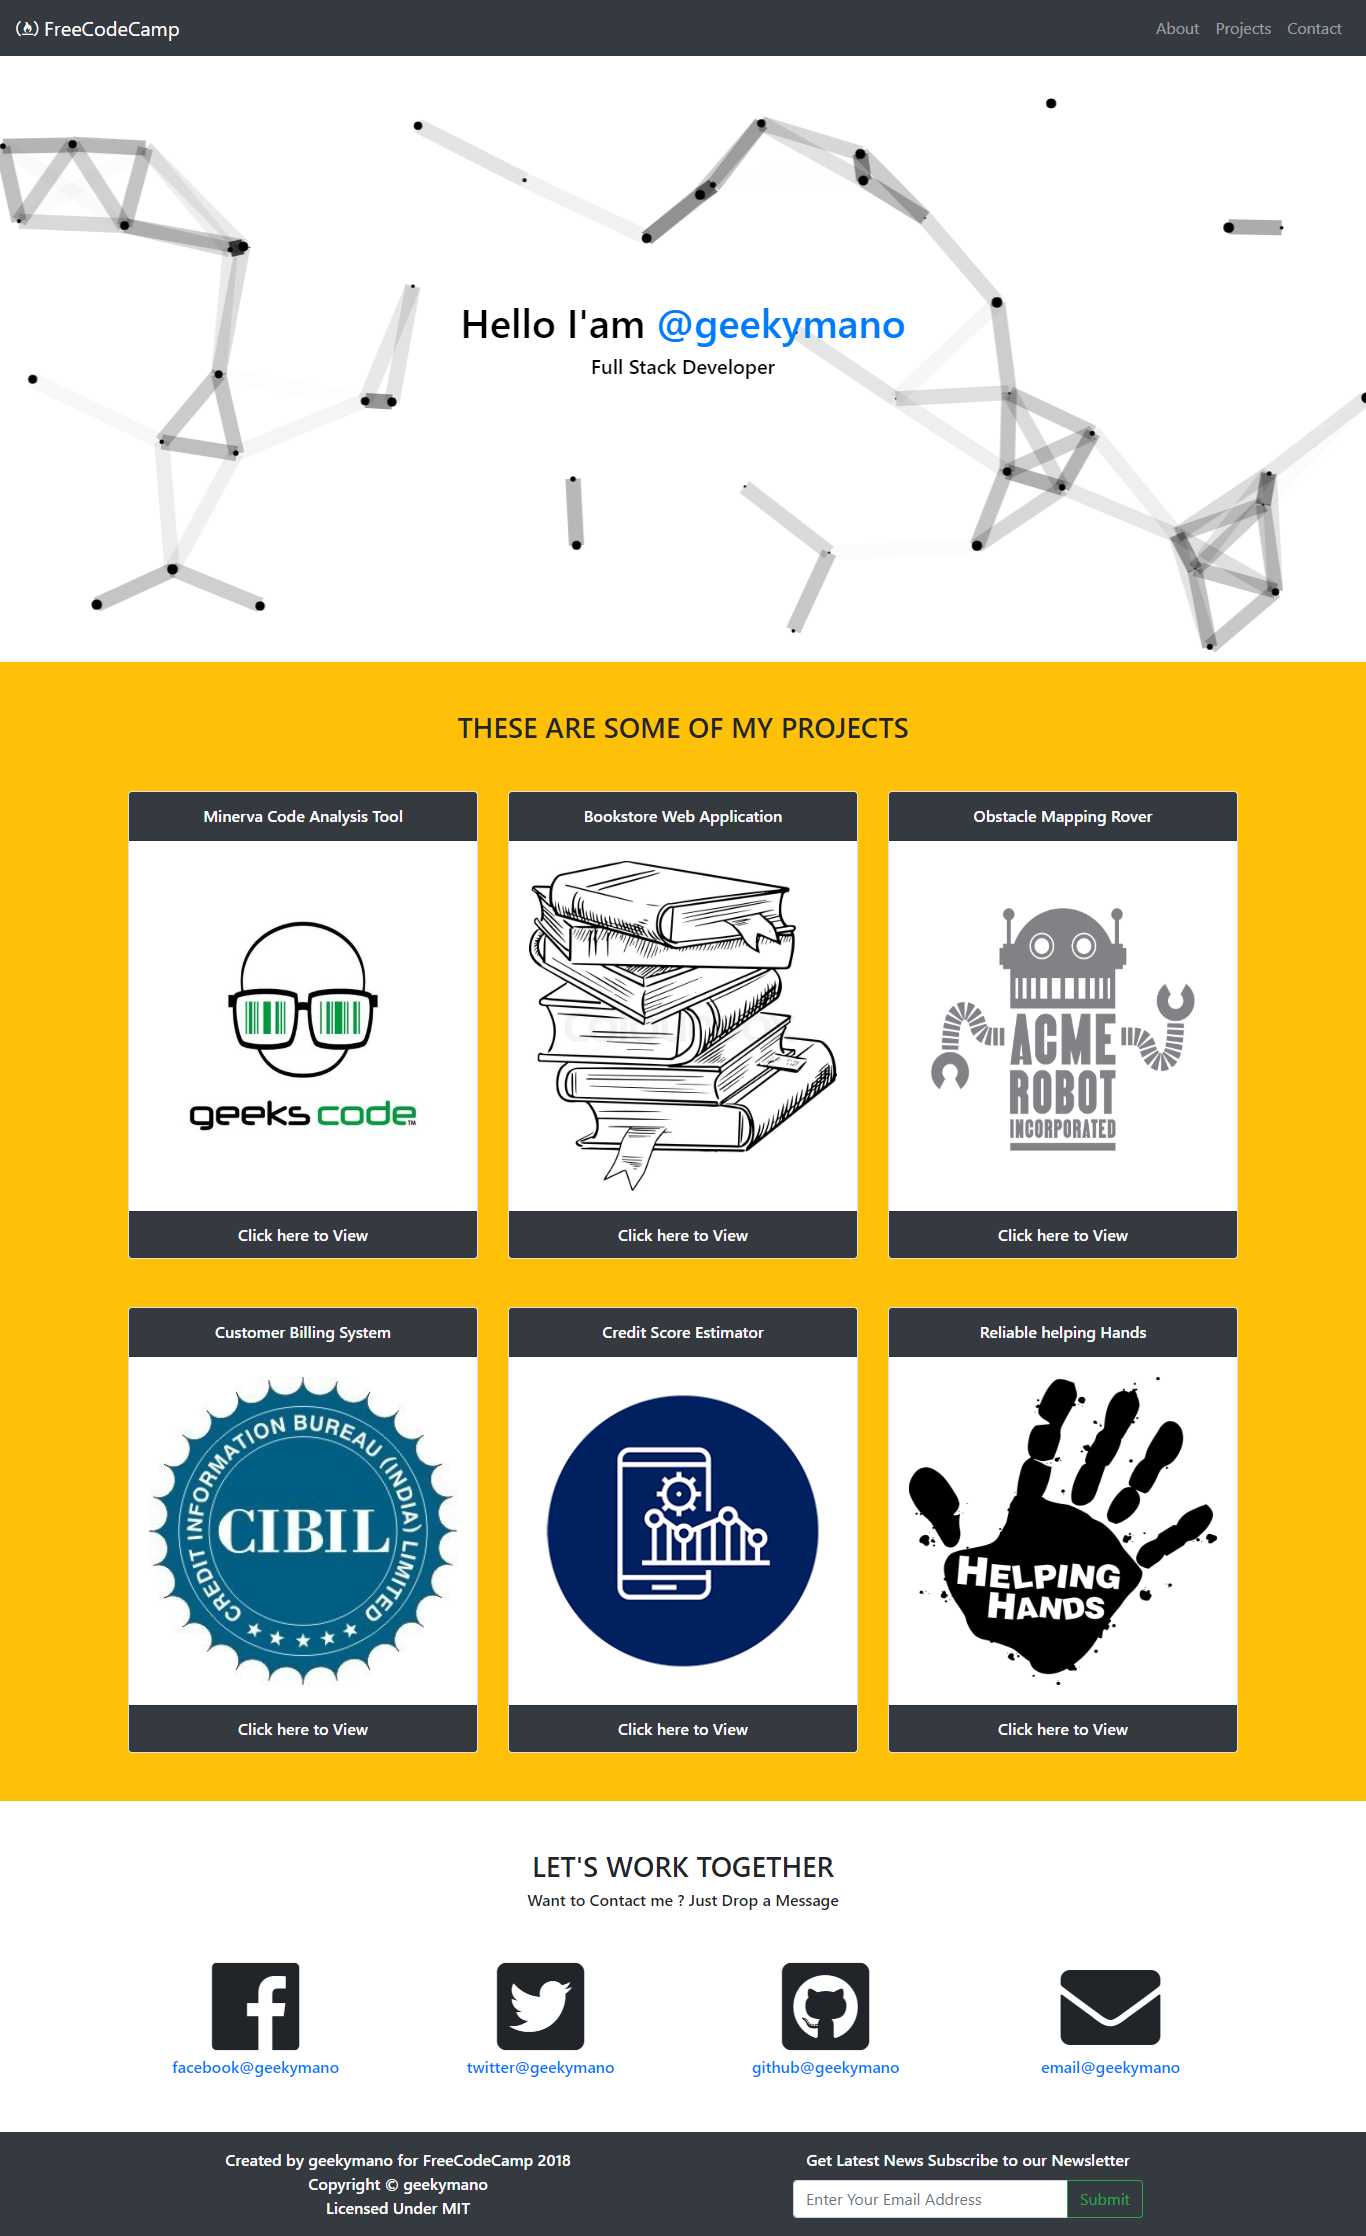 FreeCodeCamp
About Projects Contact
Hello I'am @geekymano
Full Stack Developer
THESE ARE SOME OF MY PROJECTS
Minerva Code Analysis Tool
Bookstore Web Application
Obstacle Mapping Rover
geeks code™
ACME
ROBOT
INCORPORATED
Click here to View
Click here to View
Click here to View
Customer Billing System
Credit Score Estimator
Reliable helping Hands
CREDIT INFORMATION BUREAU (INDIA) LIMITED
CIBIL
HELPING
HANDS
Click here to View
Click here to View
Click here to View
LET'S WORK TOGETHER
Want to Contact me ? Just Drop a Message
facebook@geekymano
twitter@geekymano
github@geekymano
email@geekymano
Created by geekymano for FreeCodeCamp 2018
Copyright © geekymano
Licensed Under MIT
Get Latest News Subscribe to our Newsletter
Enter Your Email Address
Submit